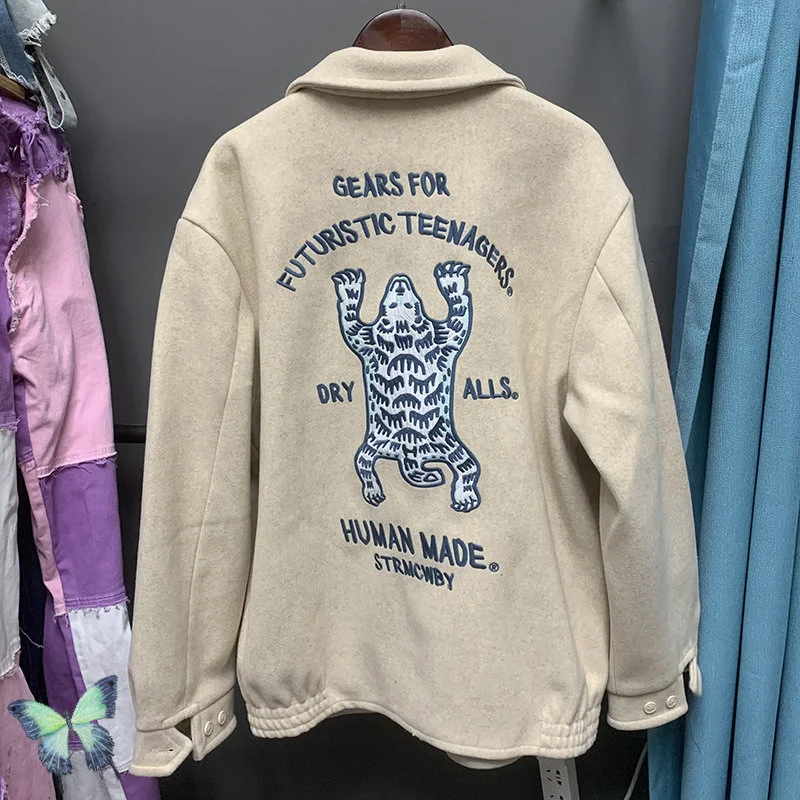 GEARS FOR
FUTURISTIC TEENAGERS®
DRY ALLS®
HUMAN MADE®
STRMCWBY